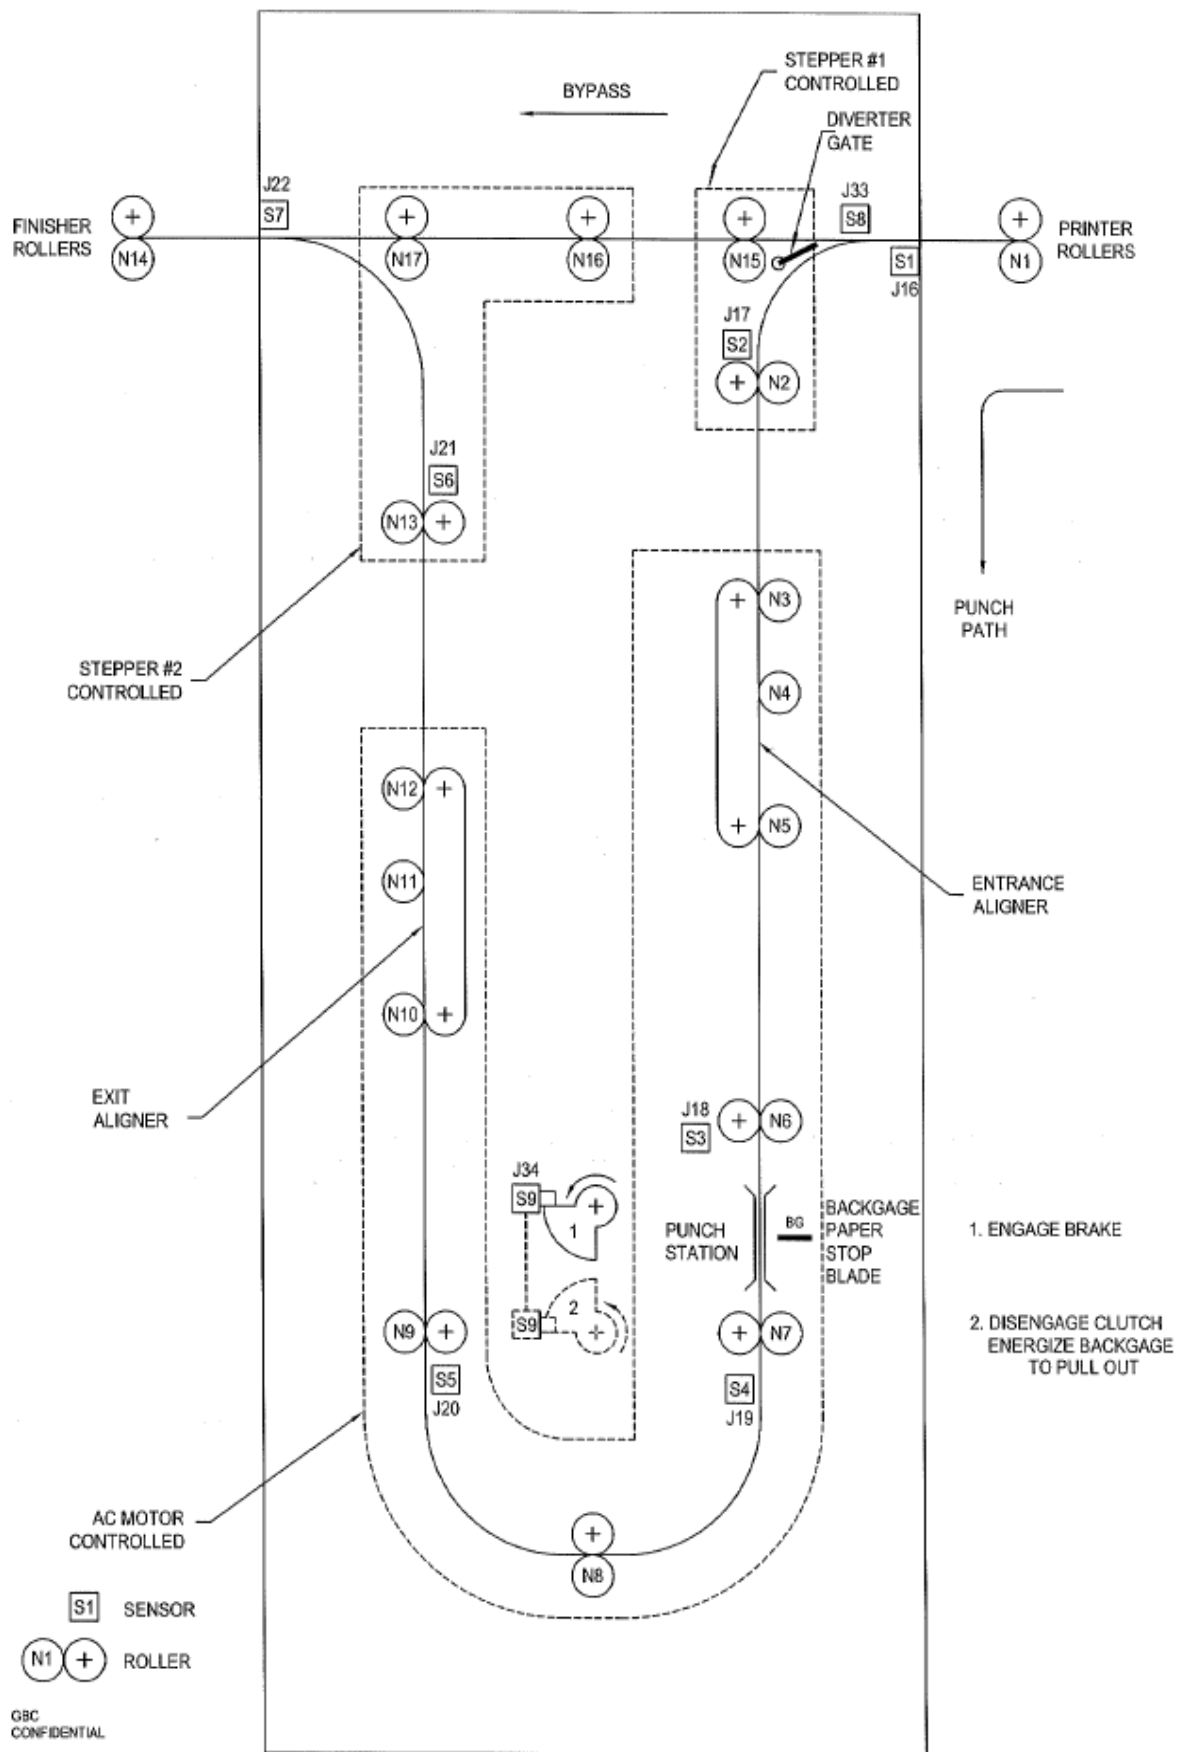 STEPPER #1
CONTROLLED
BYPASS
DIVERTER
GATE
J22
S7
J33
S8
FINISHER
ROLLERS
N14
N17
N16
N15
S1
J16
N1
PRINTER
ROLLERS
J17
S2
N2
J21
S6
N13
PUNCH
PATH
N3
STEPPER #2
CONTROLLED
N4
N12
N5
N11
ENTRANCE
ALIGNER
N10
EXIT
ALIGNER
J18
S3
N6
J34
S9
1
PUNCH
STATION
BG
BACKGAGE
PAPER
STOP
BLADE
1. ENGAGE BRAKE
S9
2
N9
N7
2. DISENGAGE CLUTCH
ENERGIZE BACKGAGE
TO PULL OUT
S5
J20
S4
J19
AC MOTOR
CONTROLLED
N8
S1 SENSOR
N1 ROLLER
GBC
CONFIDENTIAL